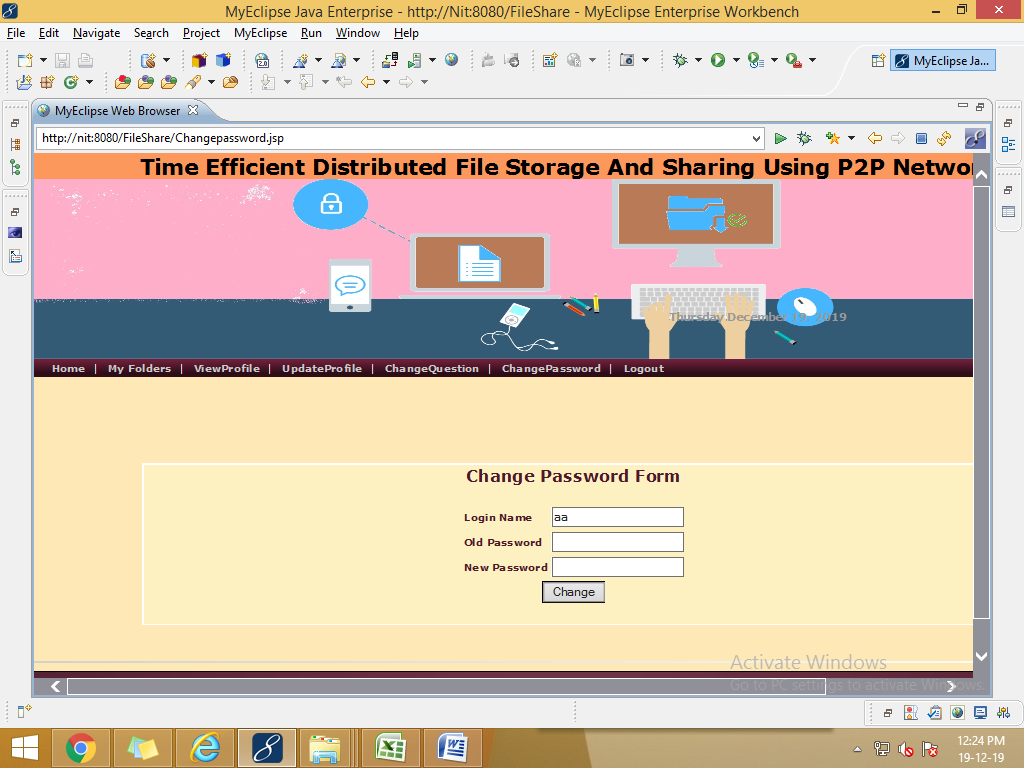 MyEclipse Java Enterprise - http://Nit:8080/FileShare - MyEclipse Enterprise Workbench
File Edit Navigate Search Project MyEclipse Run Window Help
MyEclipse Ja...
MyEclipse Web Browser
http://nit:8080/FileShare/Changepassword.jsp
Time Efficient Distributed File Storage And Sharing Using P2P Networ
Thursday,December 19, 2019
Home | My Folders | ViewProfile | UpdateProfile | ChangeQuestion | ChangePassword | Logout
Change Password Form
Login Name aa
Old Password
New Password
Change
Activate Windows
Go to PC settings to activate Windows.
12:24 PM
19-12-19